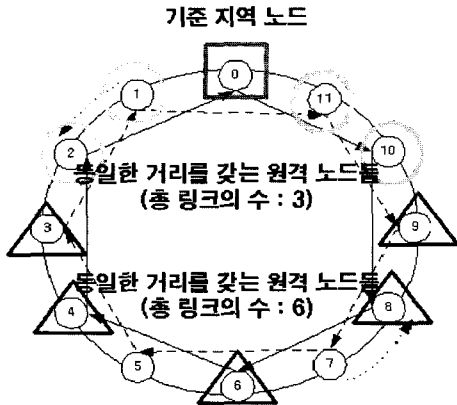 기준 지역 노드
0
1
11
2
10
동일한 거리를 갖는 원격 노드들
(총 링크의 수 : 3)
3
9
동일한 거리를 갖는 원격 노드들
(총 링크의 수 : 6)
4
8
5
7
6